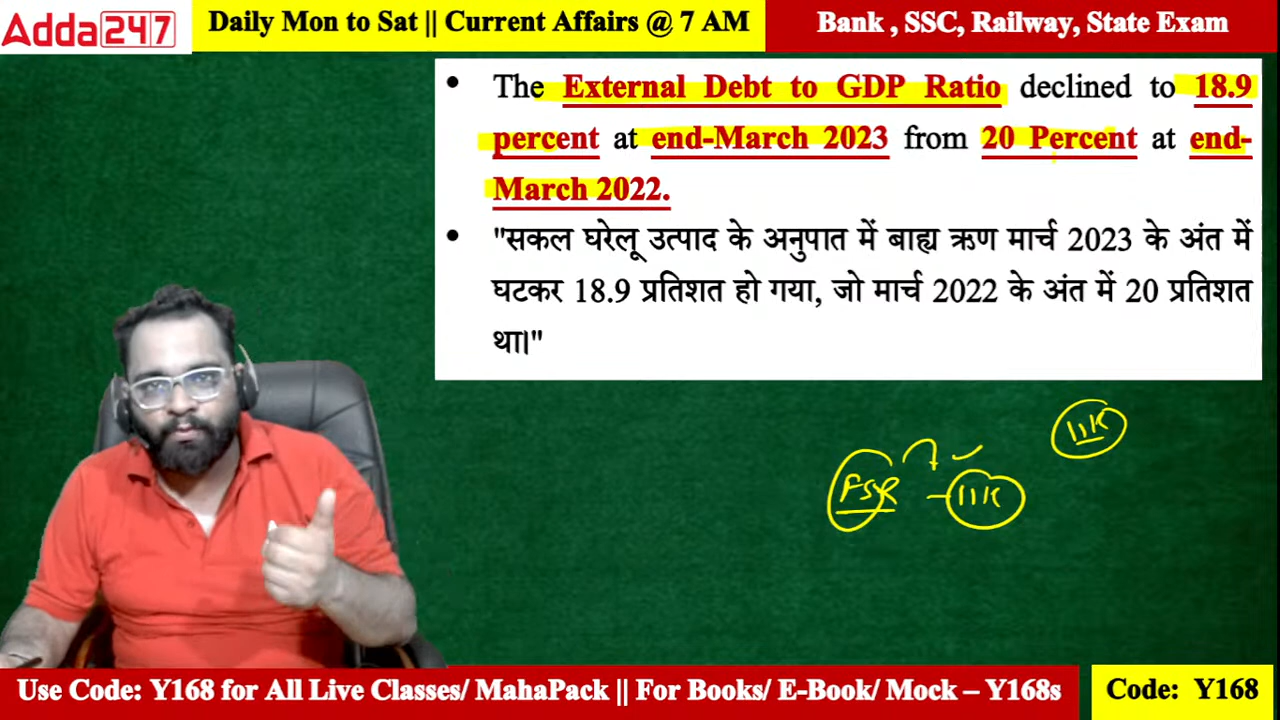 Adda247
Daily Mon to Sat || Current Affairs @ 7 AM
Bank , SSC, Railway, State Exam
• The External Debt to GDP Ratio declined to 18.9
percent at end-March 2023 from 20 Percent at end-
March 2022.
• "सकल घरेलू उत्पाद के अनुपात में बाह्य ऋण मार्च 2023 के अंत में
घटकर 18.9 प्रतिशत हो गया, जो मार्च 2022 के अंत में 20 प्रतिशत
था।"
Use Code: Y168 for All Live Classes/ MahaPack || For Books/ E-Book/ Mock – Y168s
Code: Y168